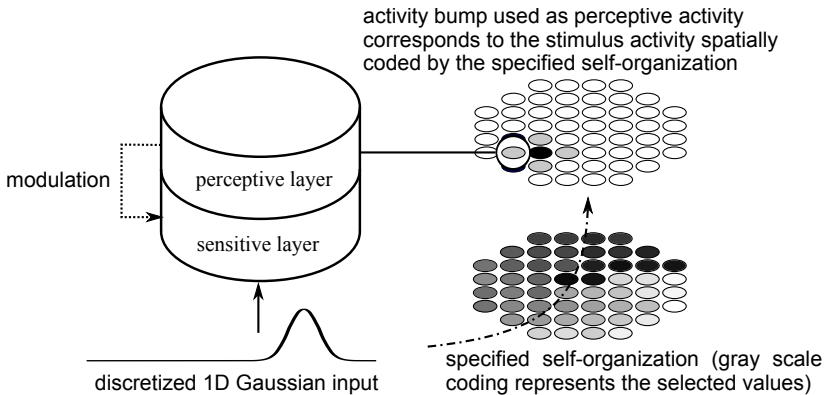 activity bump used as perceptive activity
corresponds to the stimulus activity spatially
coded by the specified self-organization
modulation
perceptive layer
sensitive layer
discretized 1D Gaussian input
specified self-organization (gray scale
coding represents the selected values)